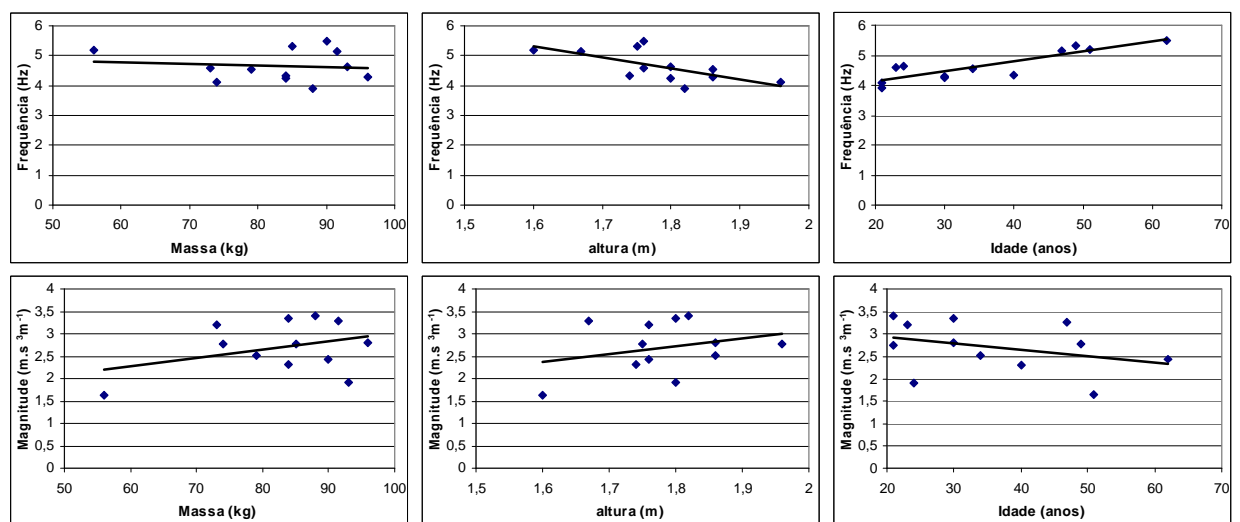 Frequência (Hz)
6
5
4
3
2
1
0
50 60 70 80 90 100
Massa (kg)
Frequência (Hz)
6
5
4
3
2
1
0
1,5 1,6 1,7 1,8 1,9 2
altura (m)
Frequência (Hz)
6
5
4
3
2
1
0
20 30 40 50 60 70
Idade (anos)
Magnitude (m.s ³m⁻¹)
4
3,5
3
2,5
2
1,5
1
0,5
0
50 60 70 80 90 100
Massa (kg)
Magnitude (m.s ³m⁻¹)
4
3,5
3
2,5
2
1,5
1
0,5
0
1,5 1,6 1,7 1,8 1,9 2
altura (m)
Magnitude (m.s ³m⁻¹)
4
3,5
3
2,5
2
1,5
1
0,5
0
20 30 40 50 60 70
Idade (anos)